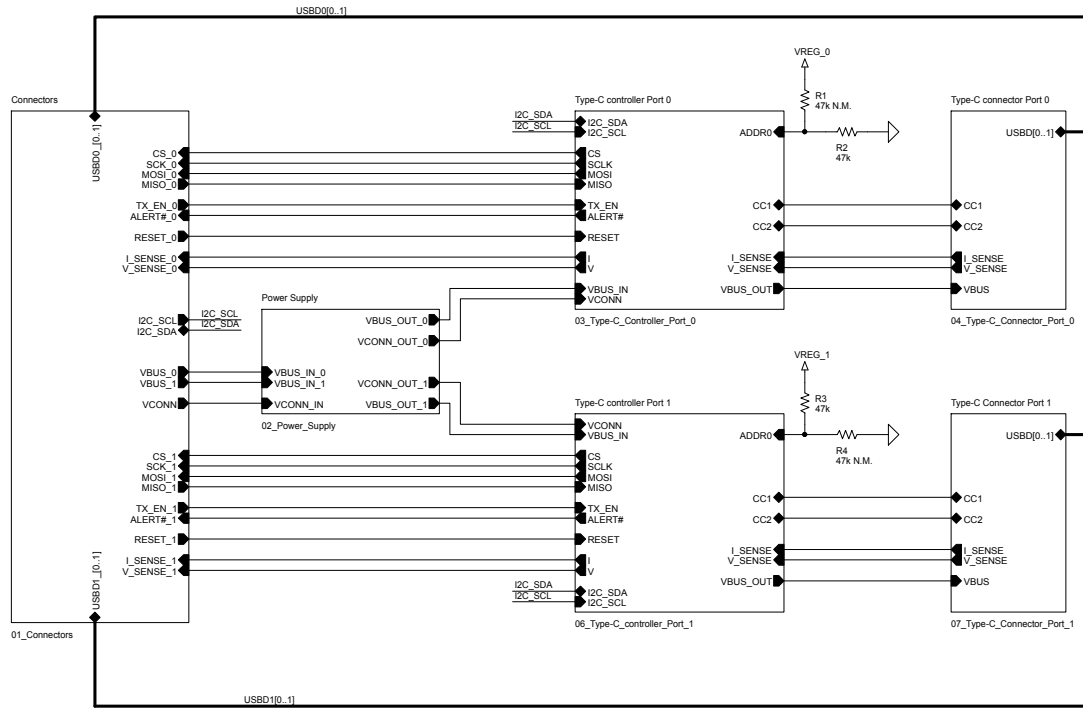 USBD0[0..1]
Connectors
USBD0_[0..1]
CS_0
SCK_0
MOSI_0
MISO_0
TX_EN_0
ALERT#_0
RESET_0
I_SENSE_0
V_SENSE_0
I2C_SCL
I2C_SDA
I2C_SCL
I2C_SDA
VBUS_0
VBUS_1
VCONN
CS_1
SCK_1
MOSI_1
MISO_1
TX_EN_1
ALERT#_1
RESET_1
I_SENSE_1
V_SENSE_1
USBD1_[0..1]
01_Connectors
Power Supply
VBUS_OUT_0
VCONN_OUT_0
VBUS_IN_0
VBUS_IN_1
VCONN_OUT_1
VBUS_OUT_1
VCONN_IN
02_Power_Supply
Type-C controller Port 0
I2C_SDA
I2C_SCL
I2C_SDA
I2C_SCL
CS
SCLK
MOSI
MISO
TX_EN
ALERT#
RESET
I
V
VBUS_IN
VCONN
ADDR0
CC1
CC2
I_SENSE
V_SENSE
VBUS_OUT
03_Type-C_Controller_Port_0
VREG_0
R1
47k N.M.
R2
47k
Type-C connector Port 0
USBD[0..1]
CC1
CC2
I_SENSE
V_SENSE
VBUS
04_Type-C_Connector_Port_0
Type-C controller Port 1
VCONN
VBUS_IN
CS
SCLK
MOSI
MISO
TX_EN
ALERT#
RESET
I
V
I2C_SDA
I2C_SCL
I2C_SDA
I2C_SCL
ADDR0
CC1
CC2
I_SENSE
V_SENSE
VBUS_OUT
06_Type-C_controller_Port_1
VREG_1
R3
47k
R4
47k N.M.
Type-C Connector Port 1
USBD[0..1]
CC1
CC2
I_SENSE
V_SENSE
VBUS
07_Type-C_Connector_Port_1
USBD1[0..1]